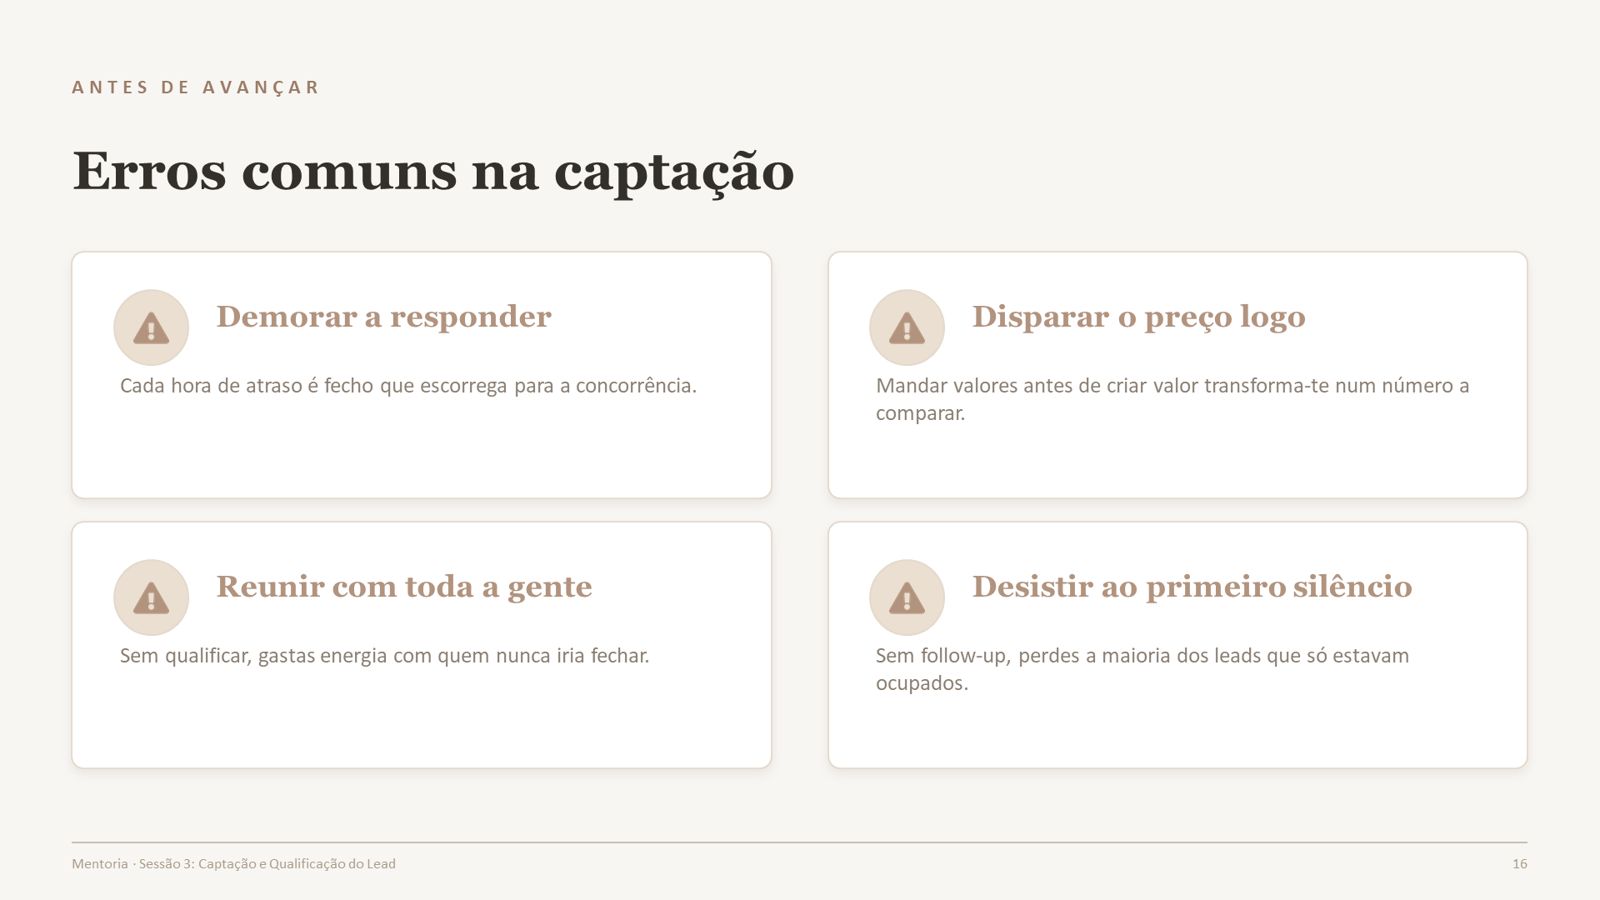 ANTES DE AVANÇAR
Erros comuns na captação
Demorar a responder
Cada hora de atraso é fecho que escorrega para a concorrência.
Disparar o preço logo
Mandar valores antes de criar valor transforma-te num número a
comparar.
Reunir com toda a gente
Sem qualificar, gastas energia com quem nunca iria fechar.
Desistir ao primeiro silêncio
Sem follow-up, perdes a maioria dos leads que só estavam
ocupados.
Mentoria · Sessão 3: Captação e Qualificação do Lead
16